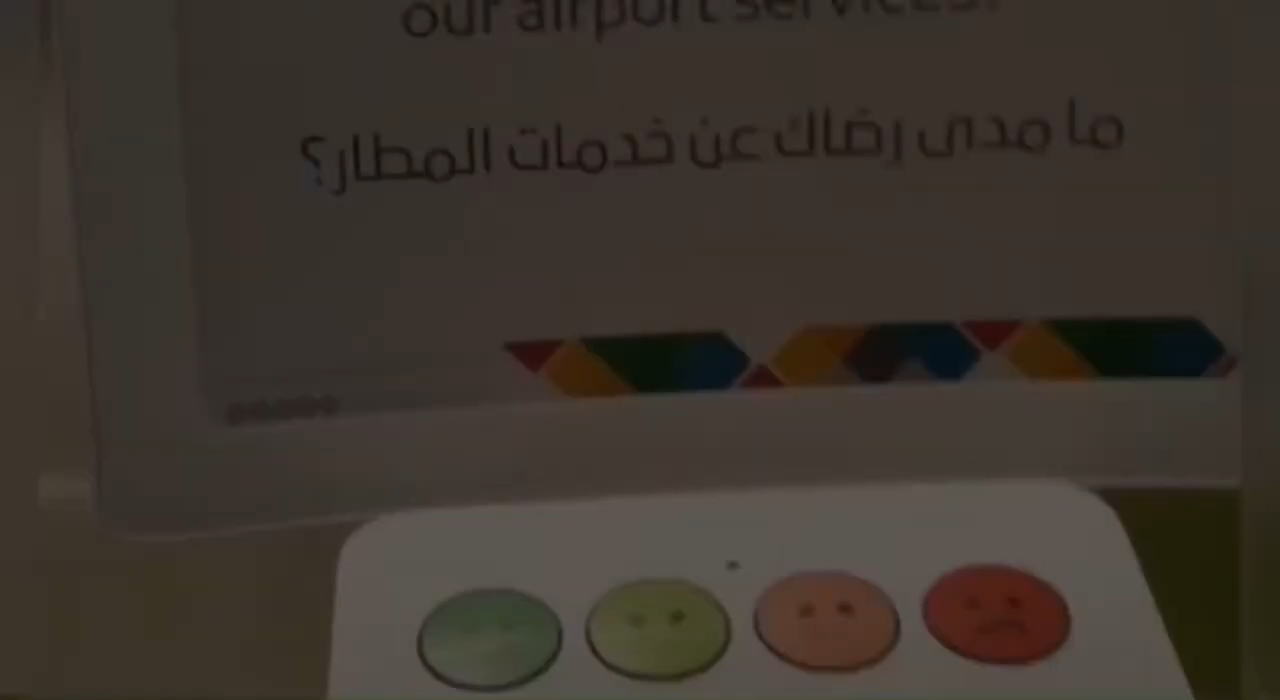 our airport services?
ما مدى رضاك عن خدمات المطار؟